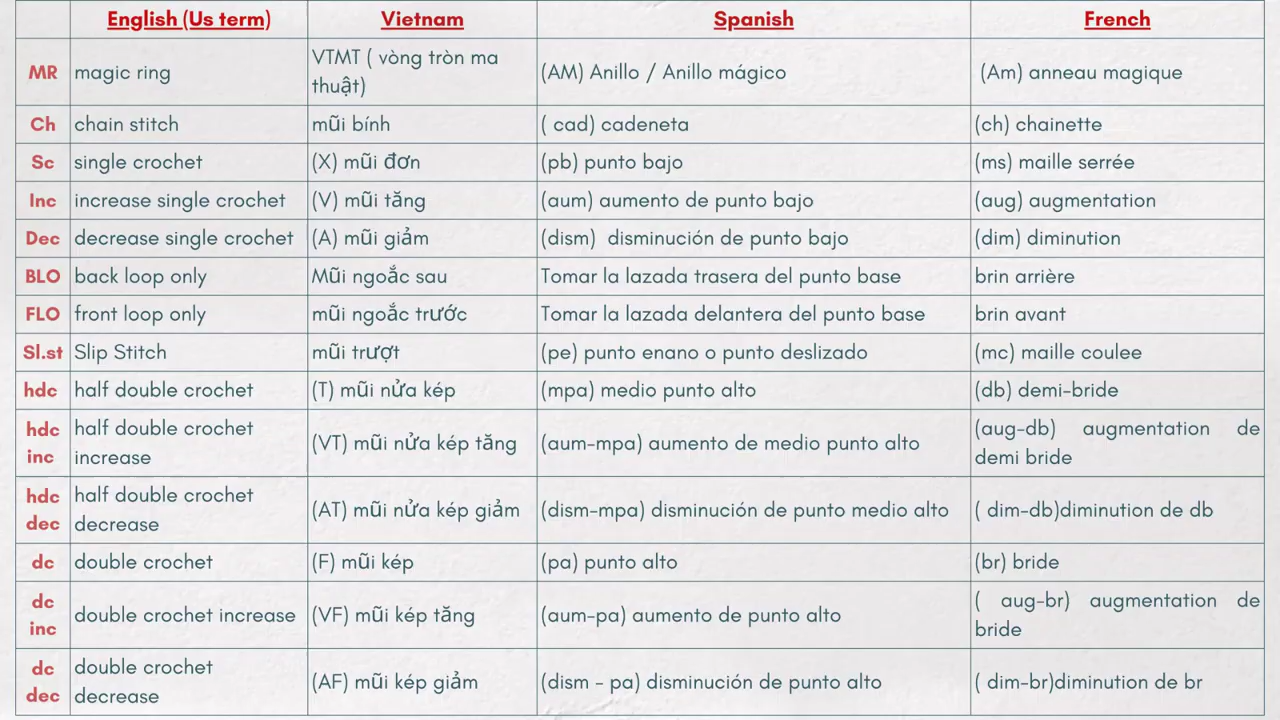 English (Us term) Vietnam Spanish French
MR magic ring VTMT ( vòng tròn ma thuật) (AM) Anillo / Anillo mágico (Am) anneau magique
Ch chain stitch mũi bính ( cad) cadeneta (ch) chainette
Sc single crochet (X) mũi đơn (pb) punto bajo (ms) maille serrée
Inc increase single crochet (V) mũi tăng (aum) aumento de punto bajo (aug) augmentation
Dec decrease single crochet (A) mũi giảm (dism) disminución de punto bajo (dim) diminution
BLO back loop only Mũi ngoắc sau Tomar la lazada trasera del punto base brin arrière
FLO front loop only mũi ngoắc trước Tomar la lazada delantera del punto base brin avant
Sl.st Slip Stitch mũi trượt (pe) punto enano o punto deslizado (mc) maille coulee
hdc half double crochet (T) mũi nửa kép (mpa) medio punto alto (db) demi-bride
hdc inc half double crochet increase (VT) mũi nửa kép tăng (aum-mpa) aumento de medio punto alto (aug-db) augmentation de demi bride
hdc dec half double crochet decrease (AT) mũi nửa kép giảm (dism-mpa) disminución de punto medio alto ( dim-db)diminution de db
dc double crochet (F) mũi kép (pa) punto alto (br) bride
dc inc double crochet increase (VF) mũi kép tăng (aum-pa) aumento de punto alto ( aug-br) augmentation de bride
dc dec double crochet decrease (AF) mũi kép giảm (dism - pa) disminución de punto alto ( dim-br)diminution de br